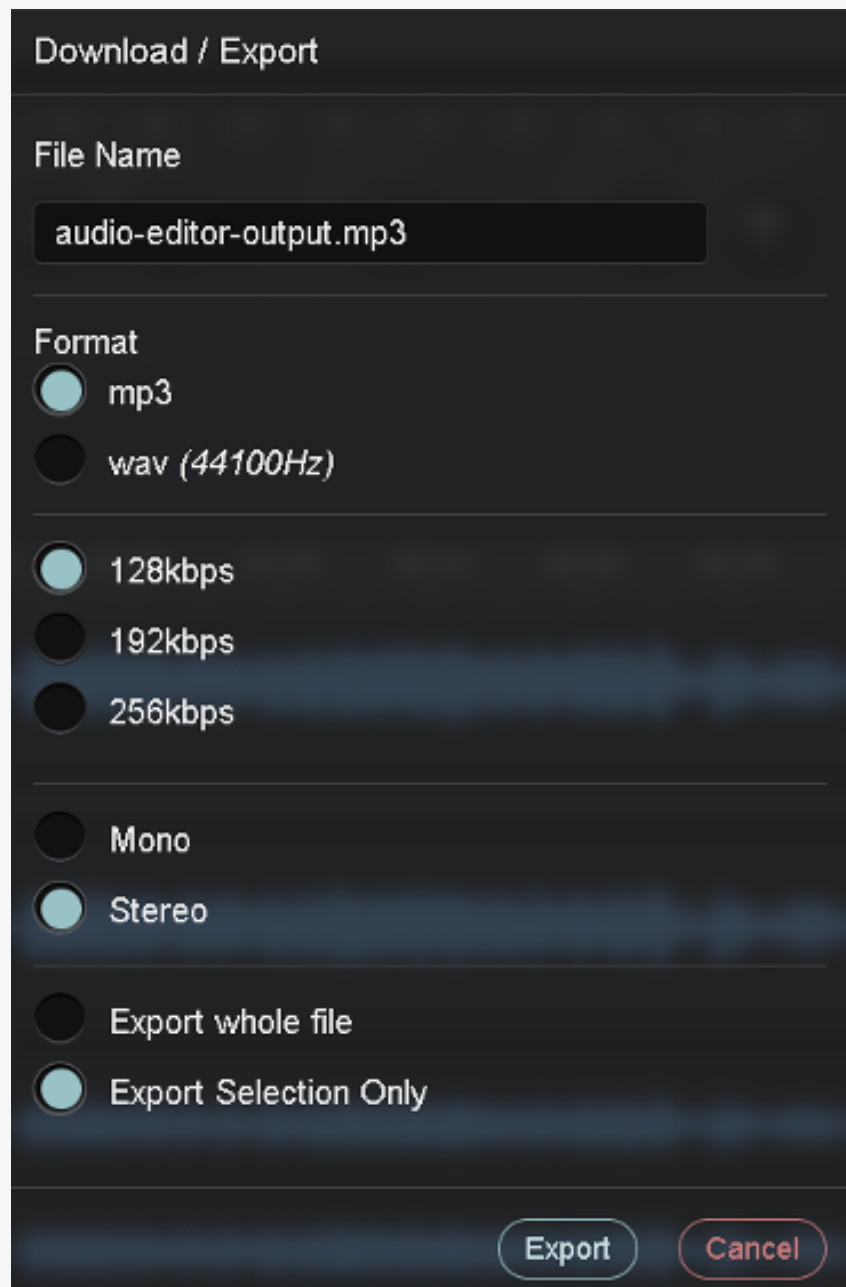 Download / Export
File Name
audio-editor-output.mp3
Format
mp3
wav (44100Hz)
128kbps
192kbps
256kbps
Mono
Stereo
Export whole file
Export Selection Only
Export Cancel